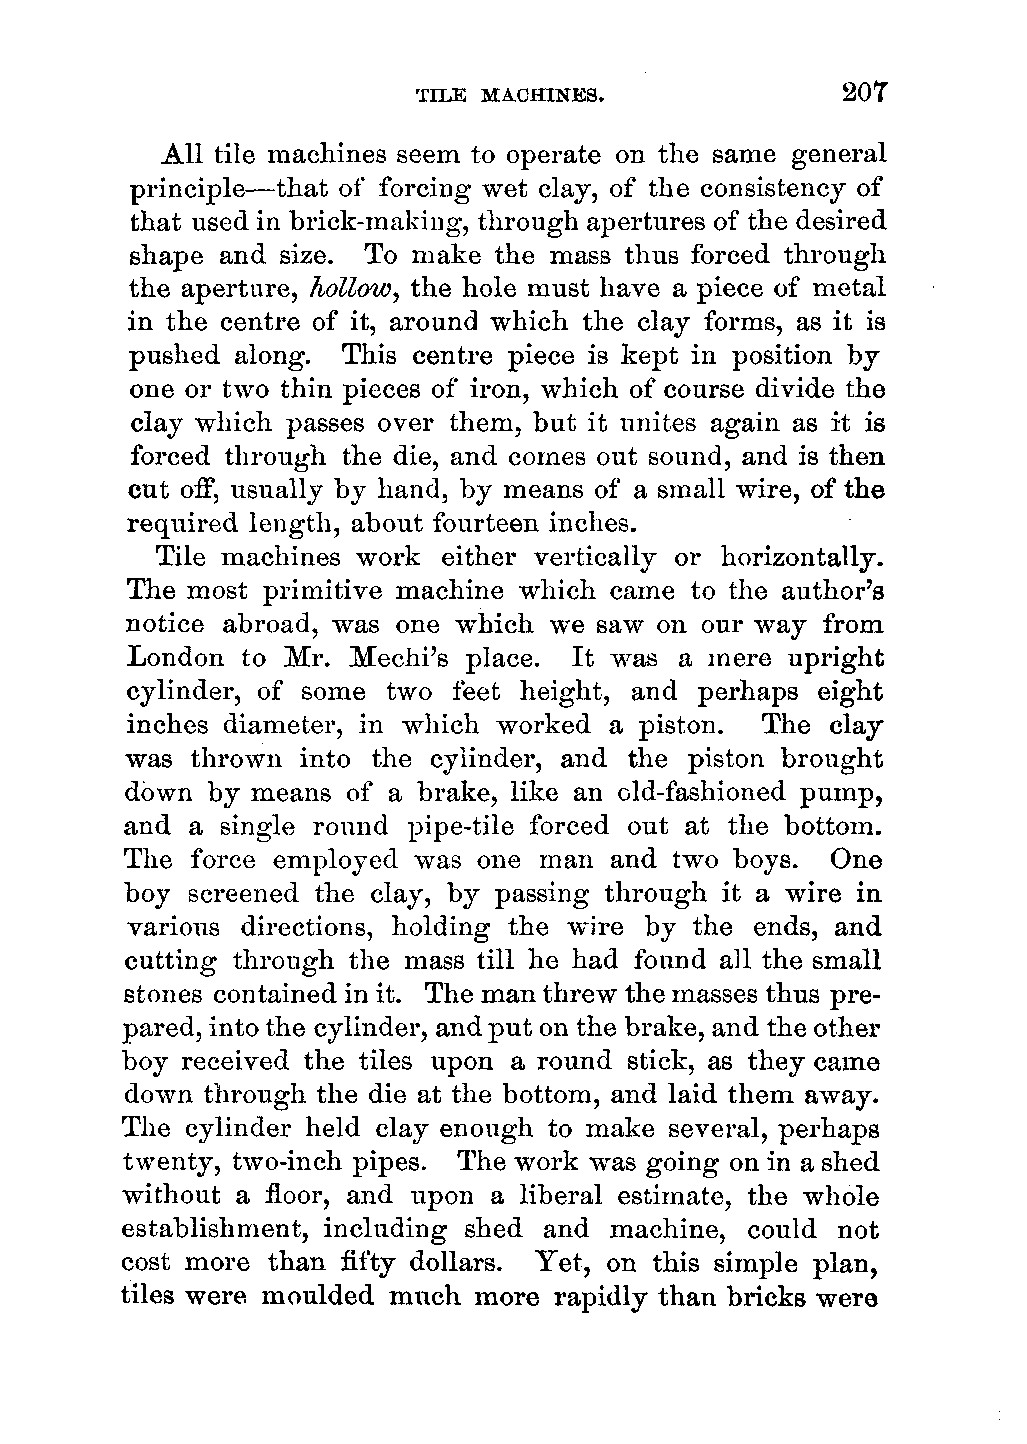 TILE MACHINES. 207
All tile machines seem to operate on the same general
principle—that of forcing wet clay, of the consistency of
that used in brick-making, through apertures of the desired
shape and size. To make the mass thus forced through
the aperture, hollow, the hole must have a piece of metal
in the centre of it, around which the clay forms, as it is
pushed along. This centre piece is kept in position by
one or two thin pieces of iron, which of course divide the
clay which passes over them, but it unites again as it is
forced through the die, and comes out sound, and is then
cut off, usually by hand, by means of a small wire, of the
required length, about fourteen inches.
Tile machines work either vertically or horizontally.
The most primitive machine which came to the author's
notice abroad, was one which we saw on our way from
London to Mr. Mechi's place. It was a mere upright
cylinder, of some two feet height, and perhaps eight
inches diameter, in which worked a piston. The clay
was thrown into the cylinder, and the piston brought
down by means of a brake, like an old-fashioned pump,
and a single round pipe-tile forced out at the bottom.
The force employed was one man and two boys. One
boy screened the clay, by passing through it a wire in
various directions, holding the wire by the ends, and
cutting through the mass till he had found all the small
stones contained in it. The man threw the masses thus pre-
pared, into the cylinder, and put on the brake, and the other
boy received the tiles upon a round stick, as they came
down through the die at the bottom, and laid them away.
The cylinder held clay enough to make several, perhaps
twenty, two-inch pipes. The work was going on in a shed
without a floor, and upon a liberal estimate, the whole
establishment, including shed and machine, could not
cost more than fifty dollars. Yet, on this simple plan,
tiles were moulded much more rapidly than bricks were